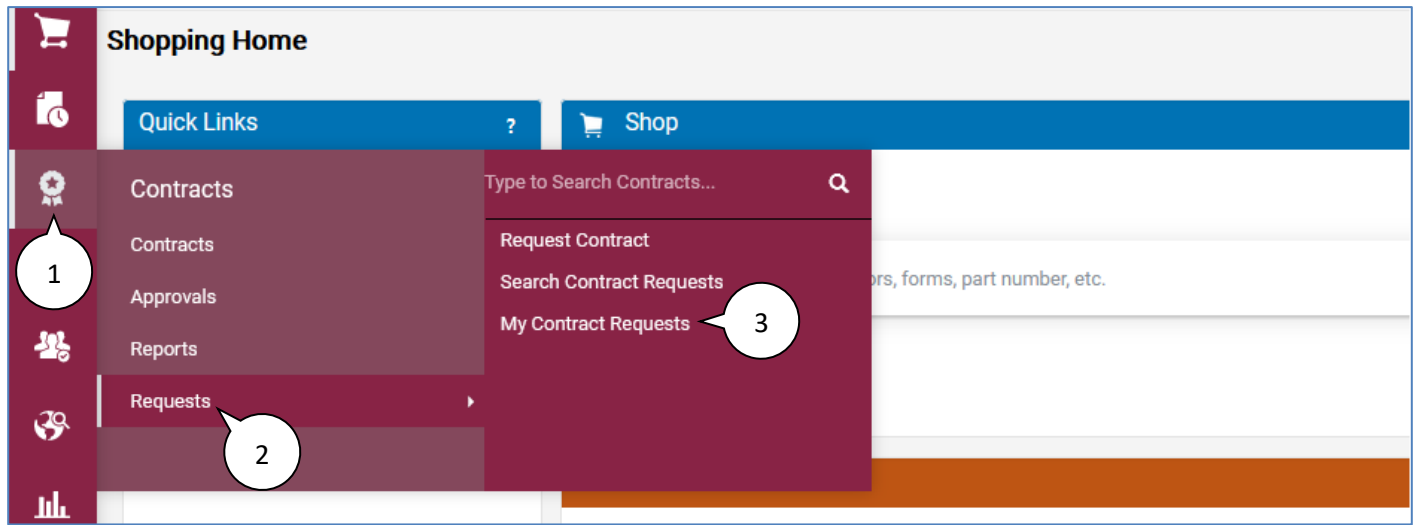 Shopping Home
Quick Links ?
Shop
Contracts
Contracts
Approvals
Reports
Requests
Type to Search Contracts...
Request Contract
Search Contract Requests
My Contract Requests
forms, part number, etc.
1
2
3